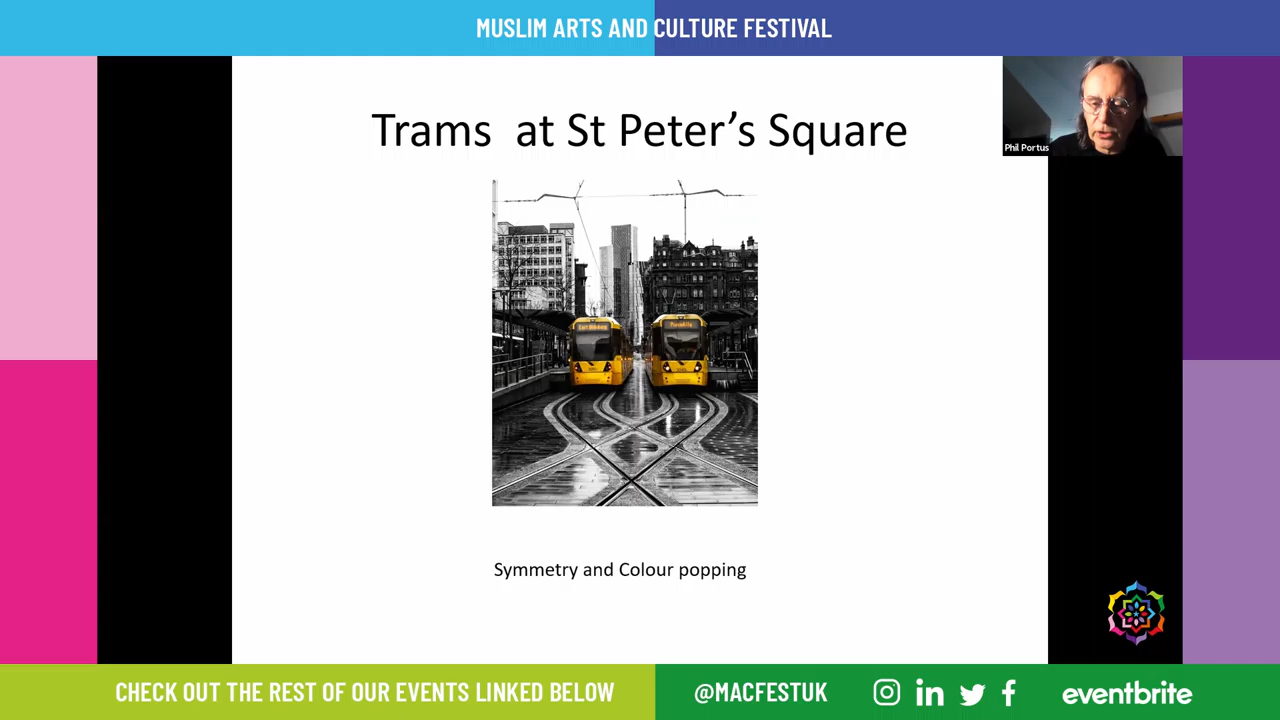 MUSLIM ARTS AND CULTURE FESTIVAL
Trams at St Peter's Square
Phil Portus
Piccadilly
Symmetry and Colour popping
CHECK OUT THE REST OF OUR EVENTS LINKED BELOW
@MACFESTUK
eventbrite